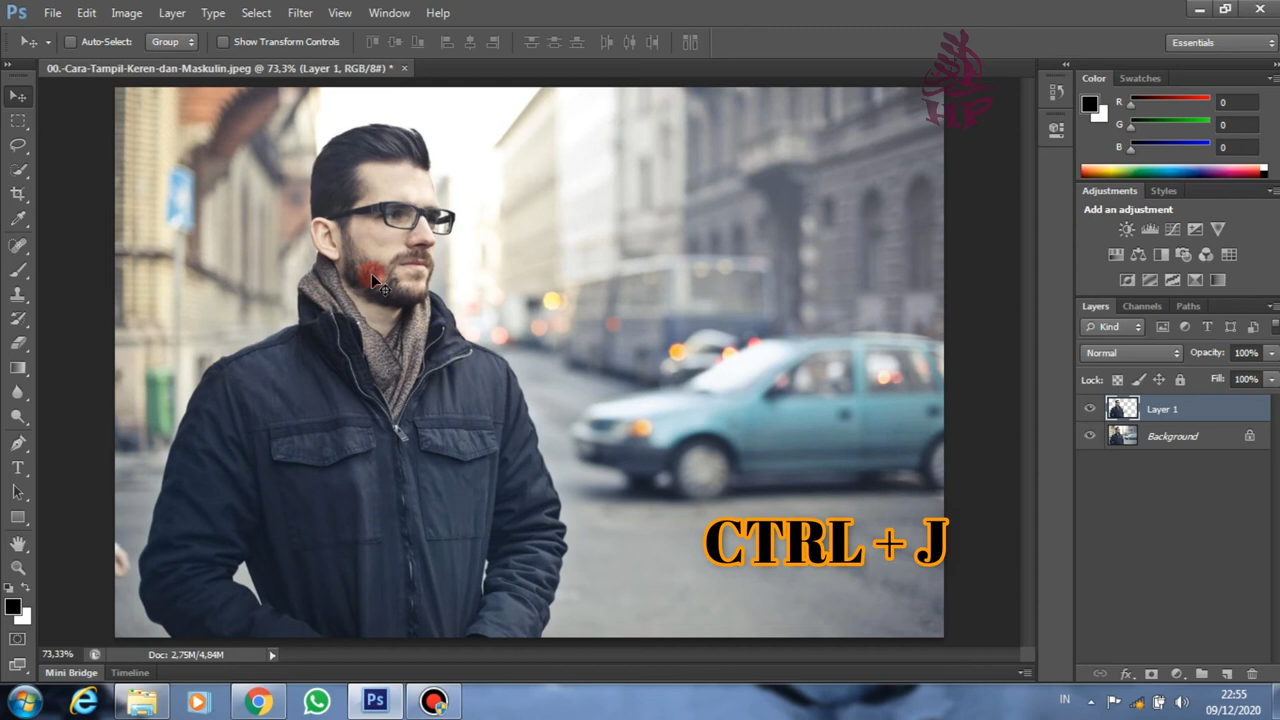 Ps File Edit Image Layer Type Select Filter 3D View Window Help
Auto-Select: Group Show Transform Controls Essentials
00.-Cara-Tampil-Keren-dan-Maskulin.jpeg @ 73,3% (Layer 1, RGB/8#) *
HP
Color Swatches
R 0
G 0
B 0
Adjustments Styles
Add an adjustment
Layers Channels Paths
Kind
Normal Opacity: 100%
Lock: Fill: 100%
Layer 1
Background
CTRL+J
73,33% Doc: 2,75M/4,84M
Mini Bridge Timeline
Ps IN 22:55
09/12/2020